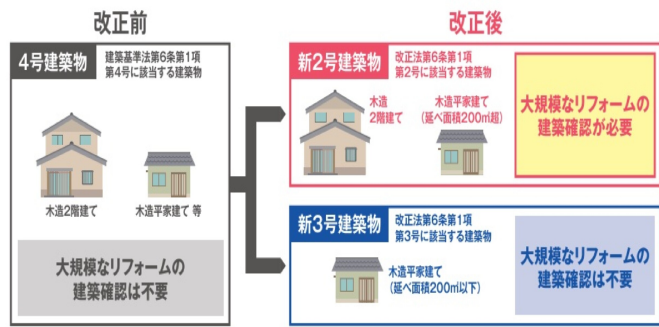 改正前
4号建築物
建築基準法第6条第1項
第4号に該当する建築物
木造2階建て
木造平家建て 等
大規模なリフォームの
建築確認は不要
改正後
新2号建築物
改正法第6条第1項
第2号に該当する建築物
木造
2階建て
木造平家建て
（延べ面積200㎡超）
大規模なリフォームの
建築確認が必要
新3号建築物
改正法第6条第1項
第3号に該当する建築物
木造平家建て
（延べ面積200㎡以下）
大規模なリフォームの
建築確認は不要